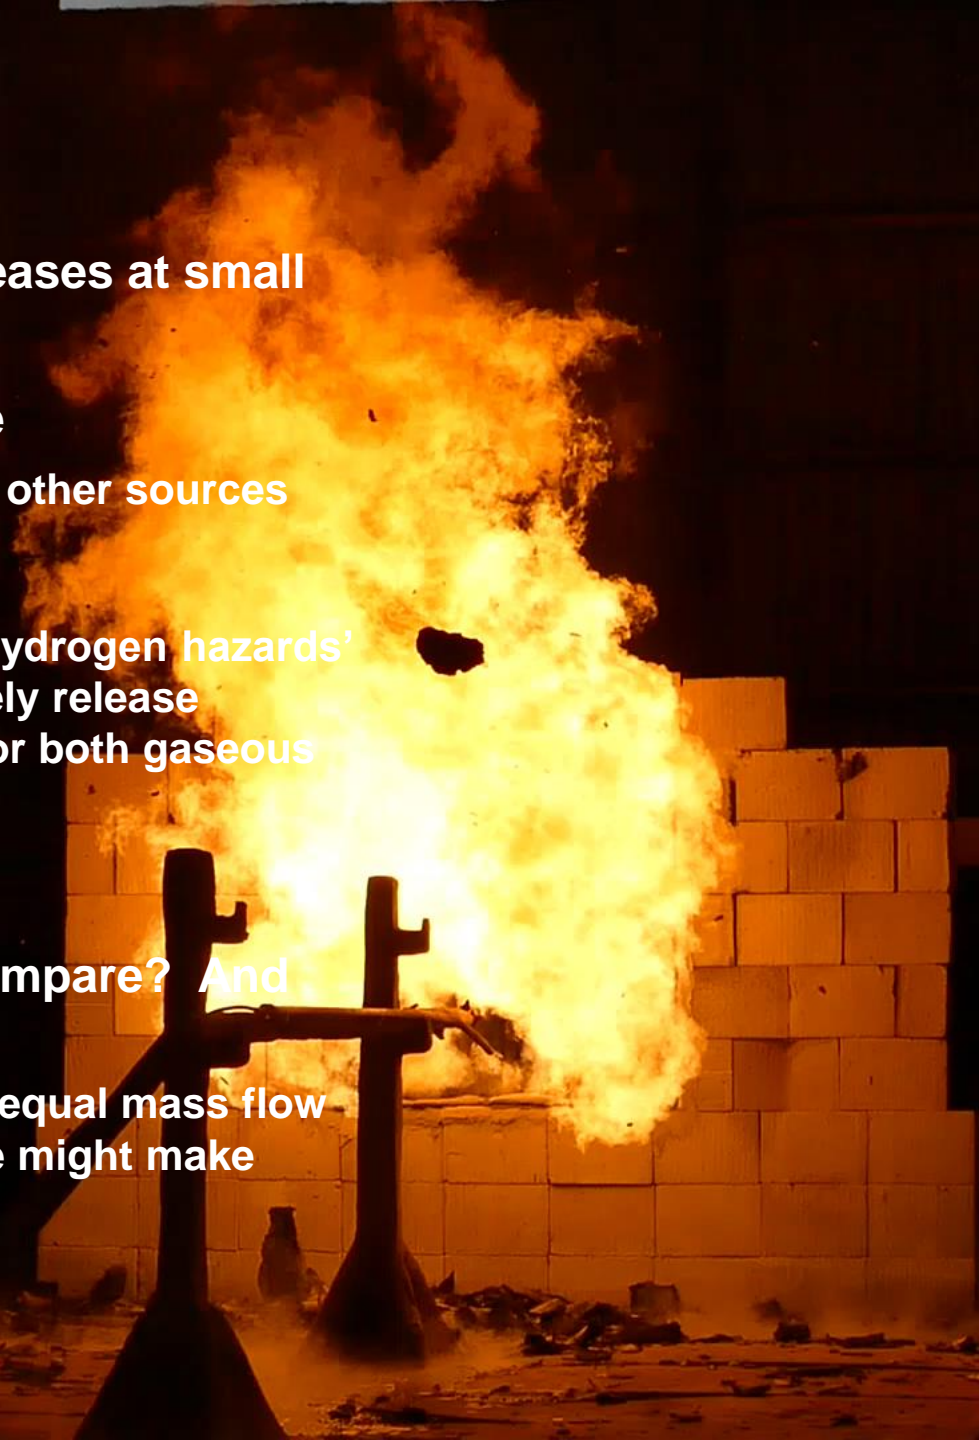 eases at small
e
other sources
ydrogen hazards'
ely release
or both gaseous
mpare? And
equal mass flow
e might make